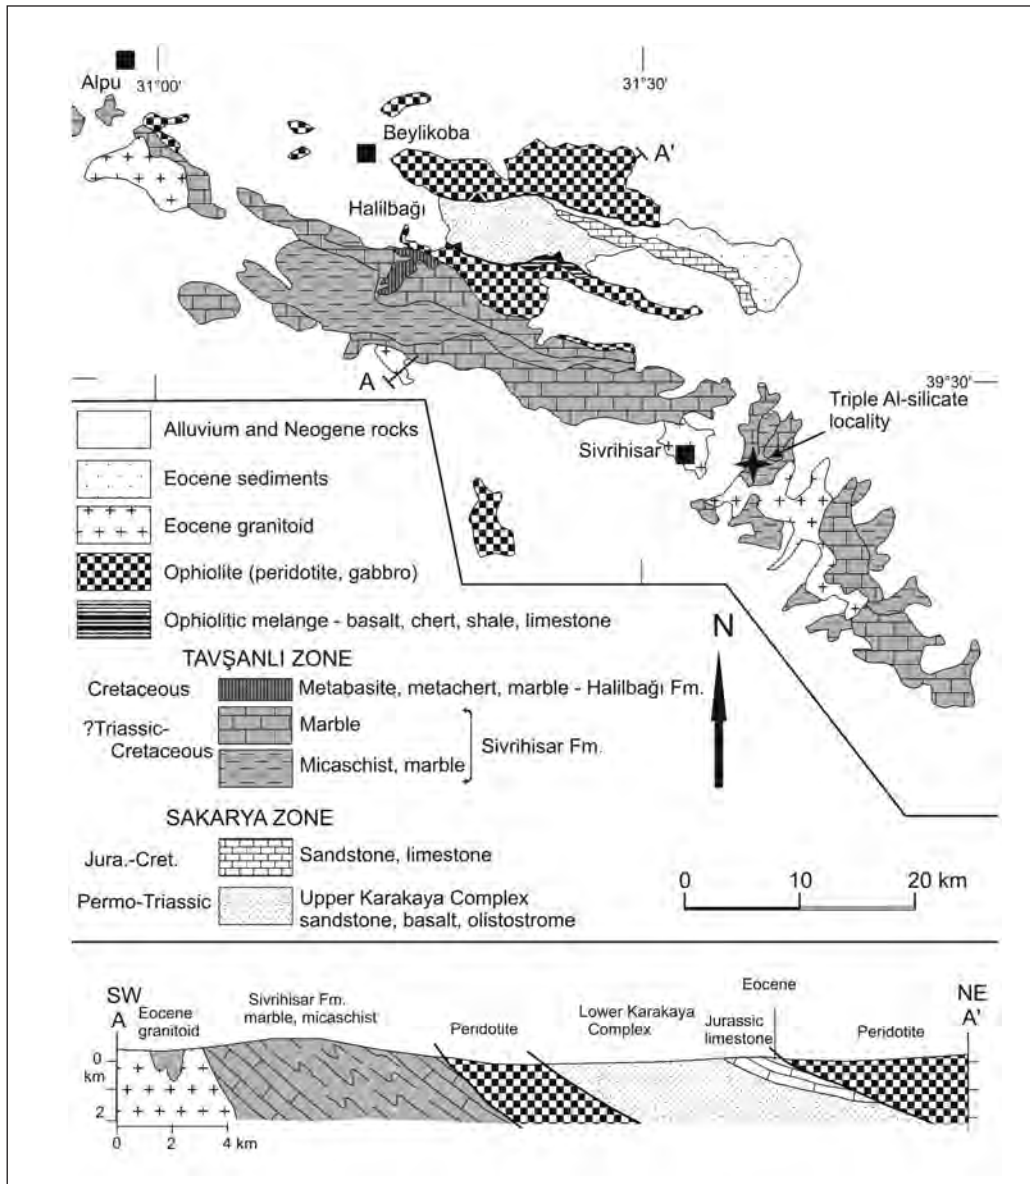 Alpu
31°00'
31°30'
Beylikoba
A'
Halilbağı
A
39°30'
Triple Al-silicate
locality
Sivrihisar
Alluvium and Neogene rocks
Eocene sediments
Eocene granitoid
Ophiolite (peridotite, gabbro)
Ophiolitic melange - basalt, chert, shale, limestone
N
TAVŞANLI ZONE
Cretaceous
Metabasite, metachert, marble - Halilbağı Fm.
?Triassic-
Cretaceous
Marble
Micaschist, marble
Sivrihisar Fm.
SAKARYA ZONE
Jura.-Cret.
Sandstone, limestone
Permo-Triassic
Upper Karakaya Complex
sandstone, basalt, olistostrome
0 10 20 km
SW
A
Eocene
granitoid
Sivrihisar Fm.
marble, micaschist
Peridotite
Lower Karakaya
Complex
Jurassic
limestone
Eocene
Peridotite
NE
A'
0
km
2
0 2 4 km